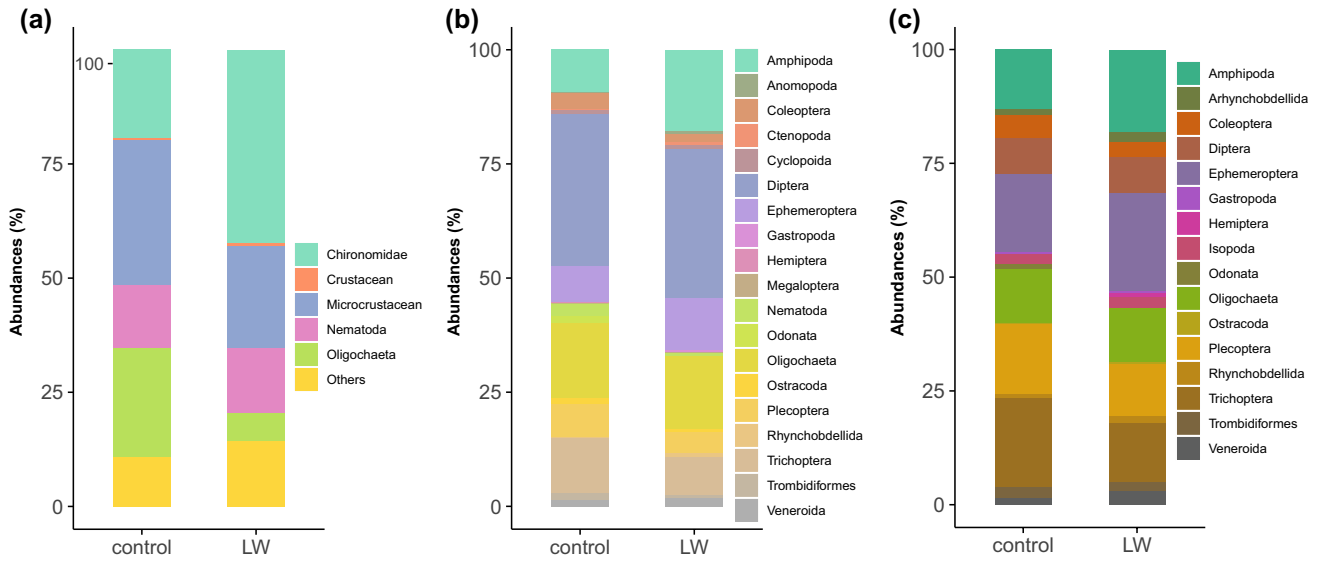 (a)
Abundances (%)
100
75
50
25
0
control
LW
Chironomidae
Crustacean
Microcrustacean
Nematoda
Oligochaeta
Others
(b)
Abundances (%)
100
75
50
25
0
control
LW
Amphipoda
Anomopoda
Coleoptera
Ctenopoda
Cyclopoida
Diptera
Ephemeroptera
Gastropoda
Hemiptera
Megaloptera
Nematoda
Odonata
Oligochaeta
Ostracoda
Plecoptera
Rhynchobdellida
Trichoptera
Trombidiformes
Veneroida
(c)
Abundances (%)
100
75
50
25
0
control
LW
Amphipoda
Arhynchobdellida
Coleoptera
Diptera
Ephemeroptera
Gastropoda
Hemiptera
Isopoda
Odonata
Oligochaeta
Ostracoda
Plecoptera
Rhynchobdellida
Trichoptera
Trombidiformes
Veneroida